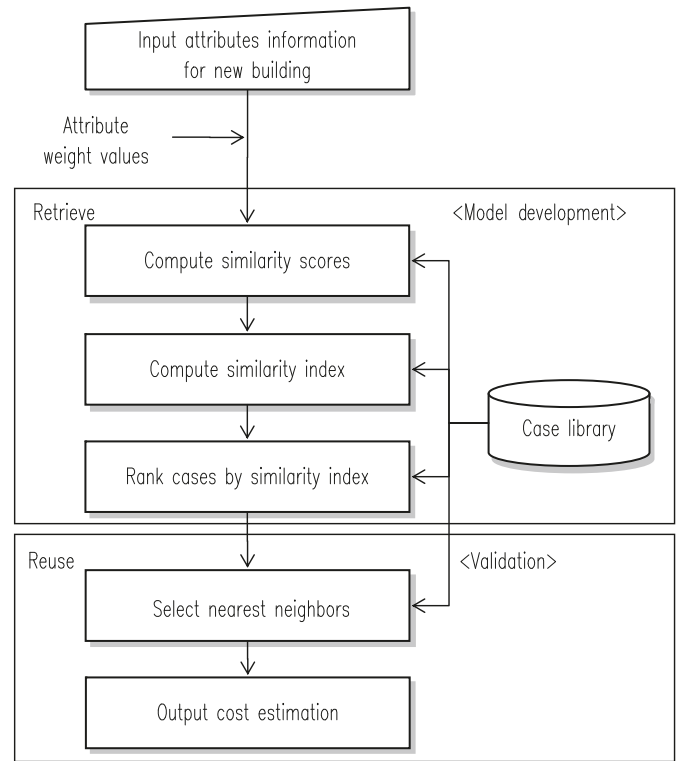 Input attributes information
for new building
Attribute
weight values
Retrieve
<Model development>
Compute similarity scores
Compute similarity index
Case library
Rank cases by similarity index
Reuse
<Validation>
Select nearest neighbors
Output cost estimation